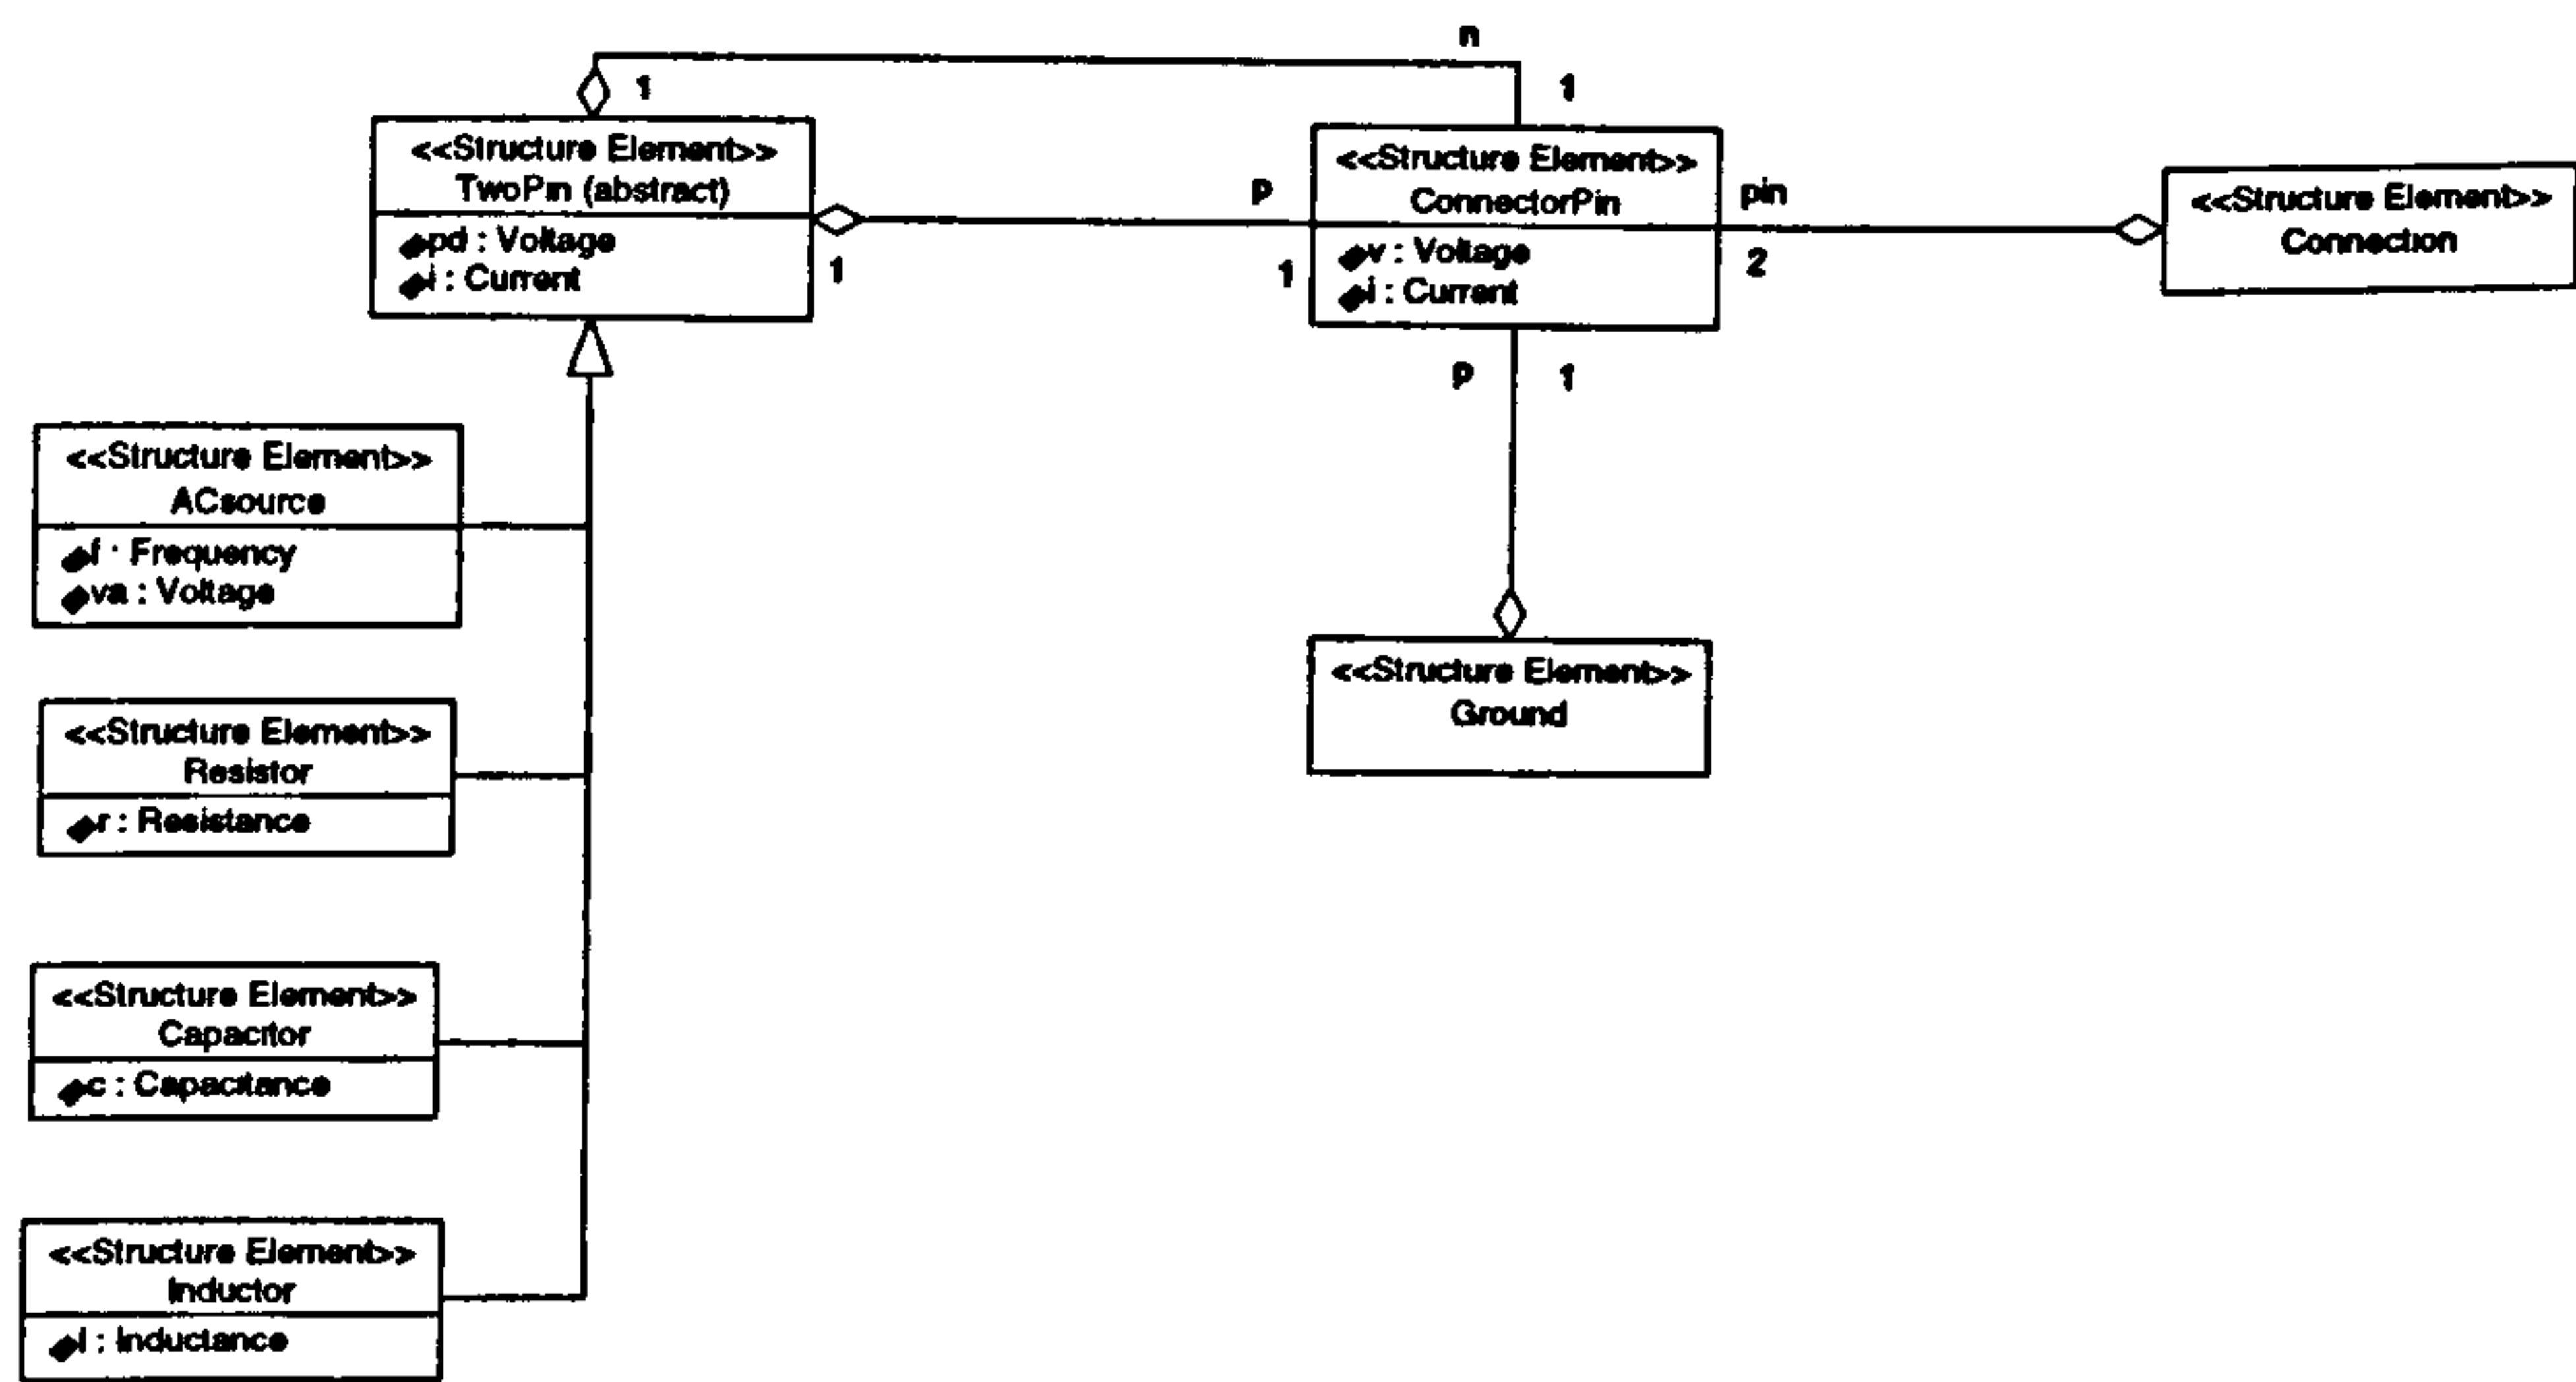 n
1
1
<<Structure Element>>
TwoPin (abstract)
pd : Voltage
i : Current
1
p
1
<<Structure Element>>
ConnectorPin
v : Voltage
i : Current
pin
2
<<Structure Element>>
Connection
p
1
<<Structure Element>>
Ground
<<Structure Element>>
ACsource
f : Frequency
va : Voltage
<<Structure Element>>
Resistor
r : Resistance
<<Structure Element>>
Capacitor
c : Capacitance
<<Structure Element>>
Inductor
l : Inductance